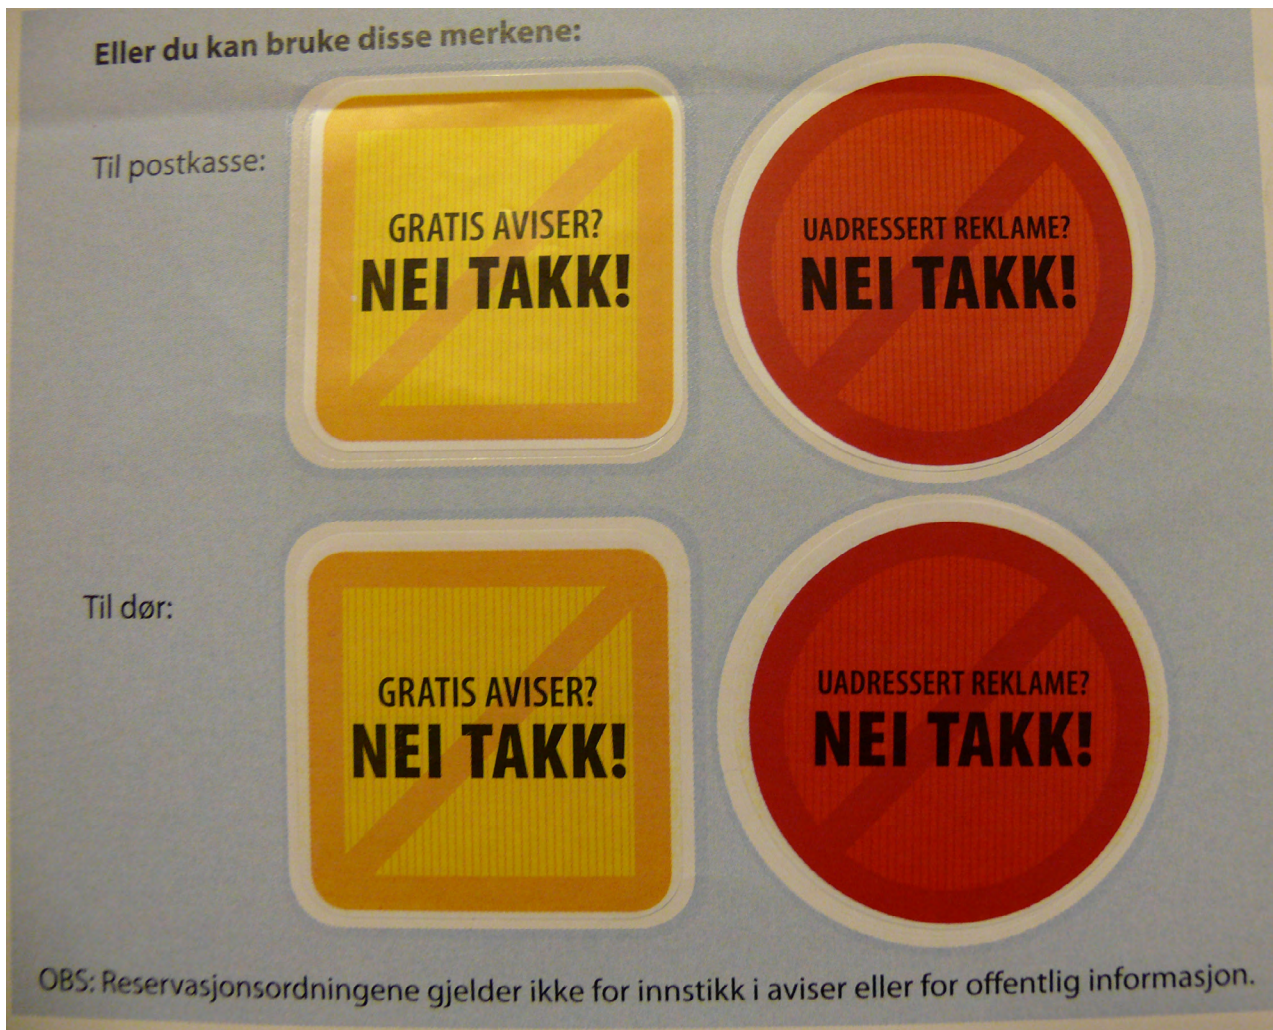 Eller du kan bruke disse merkene:
Til postkasse:
GRATIS AVISER?
NEI TAKK!
UADRESSERT REKLAME?
NEI TAKK!
Til dør:
GRATIS AVISER?
NEI TAKK!
UADRESSERT REKLAME?
NEI TAKK!
OBS: Reservasjonsordningene gjelder ikke for innstikk i aviser eller for offentlig informasjon.